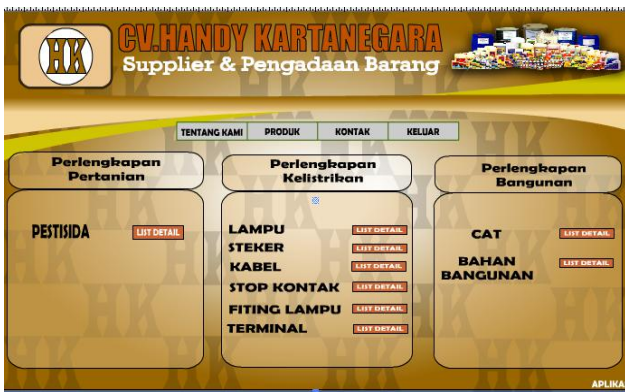 HK
CV.HANDY KARTANEGARA
Supplier & Pengadaan Barang
TENTANG KAMI PRODUK KONTAK KELUAR
Perlengkapan
Pertanian
PESTISIDA LIST DETAIL
Perlengkapan
Kelistrikan
LAMPU LIST DETAIL
STEKER LIST DETAIL
KABEL LIST DETAIL
STOP KONTAK LIST DETAIL
FITING LAMPU LIST DETAIL
TERMINAL LIST DETAIL
Perlengkapan
Bangunan
CAT LIST DETAIL
BAHAN LIST DETAIL
BANGUNAN
APLIKA